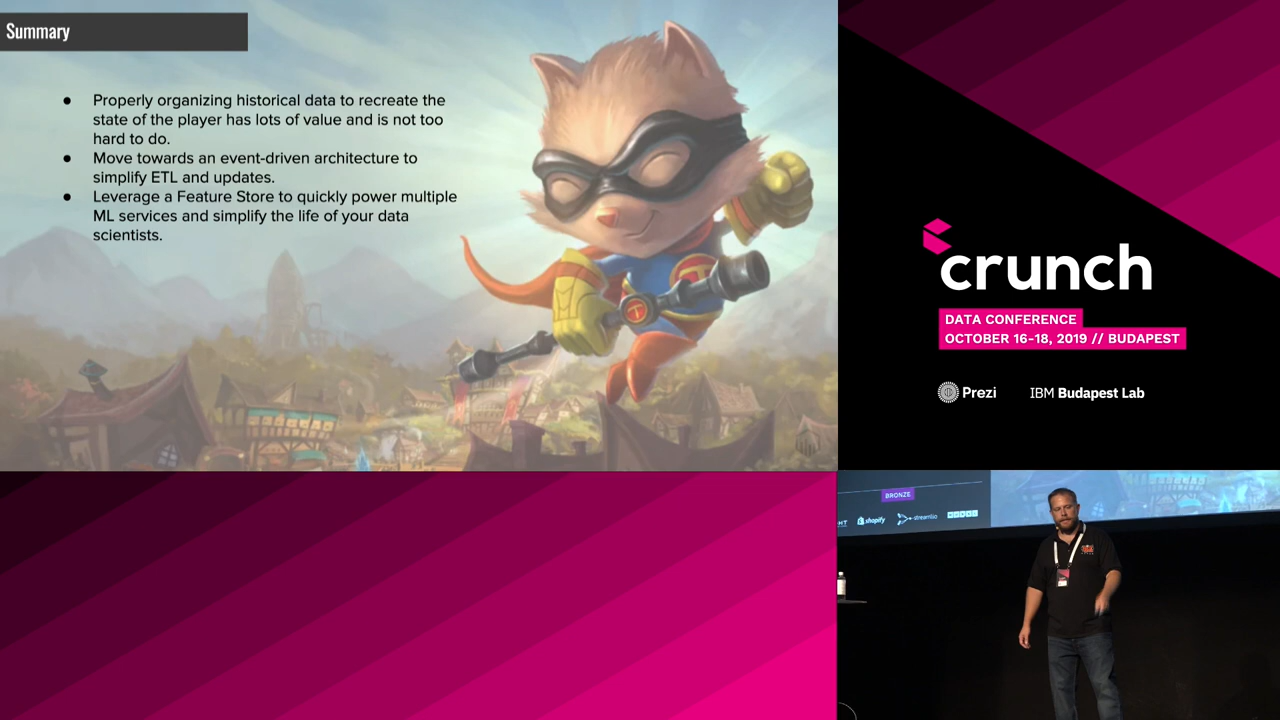 Summary
● Properly organizing historical data to recreate the
state of the player has lots of value and is not too
hard to do.
● Move towards an event-driven architecture to
simplify ETL and updates.
● Leverage a Feature Store to quickly power multiple
ML services and simplify the life of your data
scientists.
T
T
crunch
DATA CONFERENCE
OCTOBER 16-18, 2019 // BUDAPEST
Prezi IBM Budapest Lab
BRONZE
HT shopify streamlio